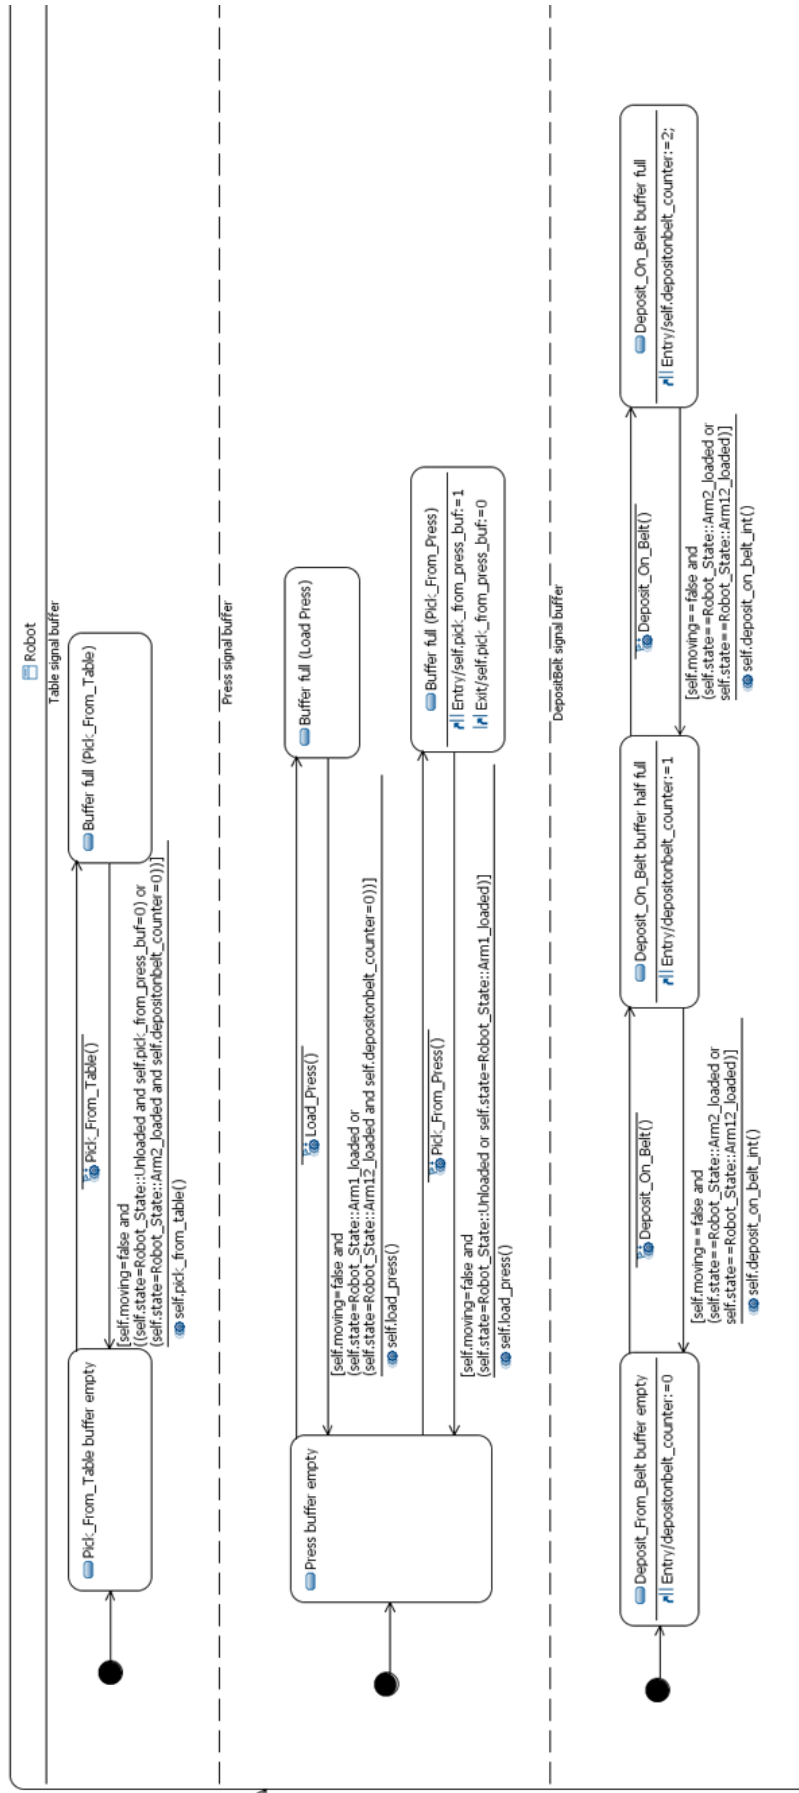 Robot
Table signal buffer
Pick_From_Table buffer empty
Pick_From_Table()
[self.moving=false and
((self.state=Robot_State::Unloaded and self.pick_from_press_buf=0) or
(self.state=Robot_State::Arm2_loaded and self.depositonbelt_counter=0))]
self.pick_from_table()
Buffer full (Pick_From_Table)
Press signal buffer
Press buffer empty
Load_Press()
[self.moving=false and
(self.state=Robot_State::Arm1_loaded or
(self.state=Robot_State::Arm12_loaded and self.depositonbelt_counter=0))]
self.load_press()
Buffer full (Load Press)
Pick_From_Press()
[self.moving=false and
(self.state=Robot_State::Unloaded or self.state=Robot_State::Arm1_loaded)]
self.load_press()
Buffer full (Pick_From_Press)
Entry/self.pick_from_press_buf:=1
Exit/self.pick_from_press_buf:=0
DepositBelt signal buffer
Deposit_From_Belt buffer empty
Entry/depositonbelt_counter:=0
Deposit_On_Belt()
[self.moving==false and
(self.state==Robot_State::Arm2_loaded or
self.state==Robot_State::Arm12_loaded)]
self.deposit_on_belt_int()
Deposit_On_Belt buffer half full
Entry/depositonbelt_counter:=1
Deposit_On_Belt()
[self.moving==false and
(self.state==Robot_State::Arm2_loaded or
self.state==Robot_State::Arm12_loaded)]
self.deposit_on_belt_int()
Deposit_On_Belt buffer full
Entry/self.depositonbelt_counter:=2;